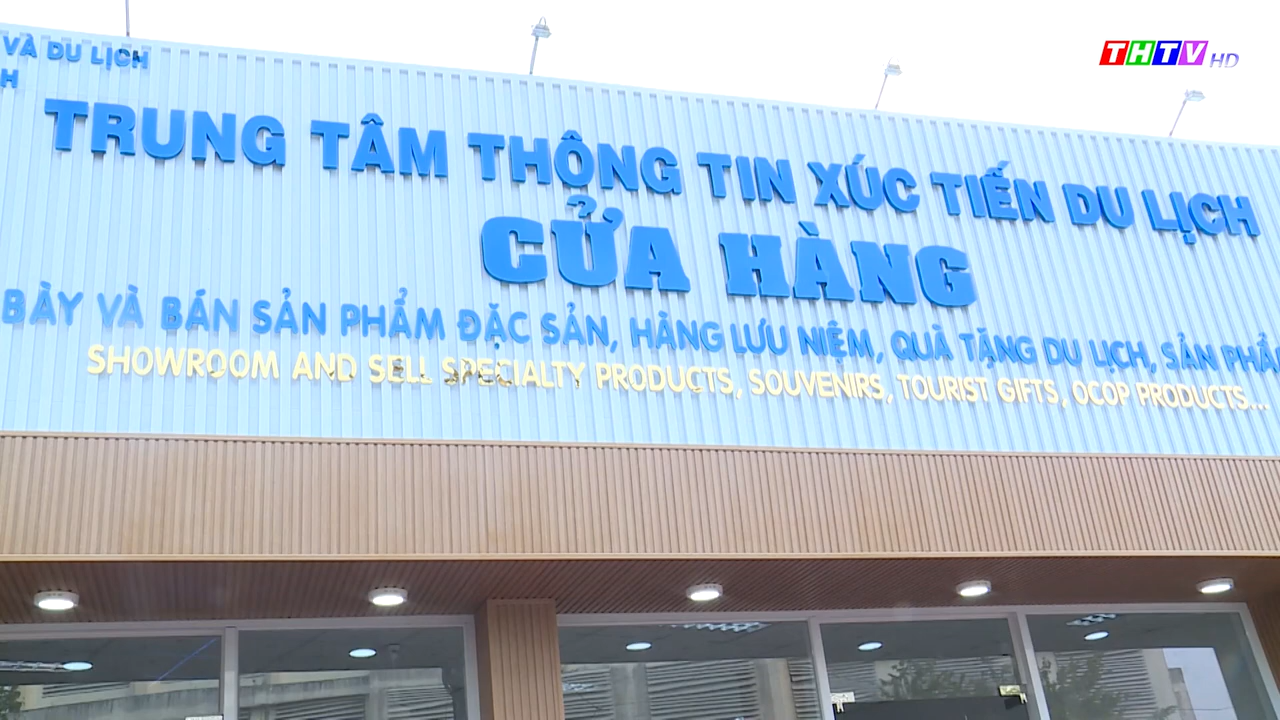 VÀ DU LỊCH
H
THTV HD
TRUNG TÂM THÔNG TIN XÚC TIẾN DU LỊCH
CỬA HÀNG
BÀY VÀ BÁN SẢN PHẨM ĐẶC SẢN, HÀNG LƯU NIỆM, QUÀ TẶNG DU LỊCH, SẢN PHẨ
SHOWROOM AND SELL SPECIALTY PRODUCTS, SOUVENIRS, TOURIST GIFTS, OCOP PRODUCTS...